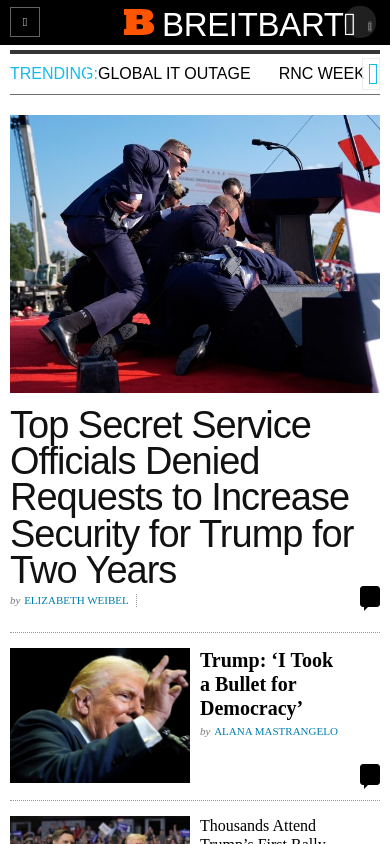 BREITBART
TRENDING: GLOBAL IT OUTAGE RNC WEEK
Top Secret Service
Officials Denied
Requests to Increase
Security for Trump for
Two Years
by ELIZABETH WEIBEL
Trump: ‘I Took
a Bullet for
Democracy’
by ALANA MASTRANGELO
Thousands Attend
Trump’s First Rally